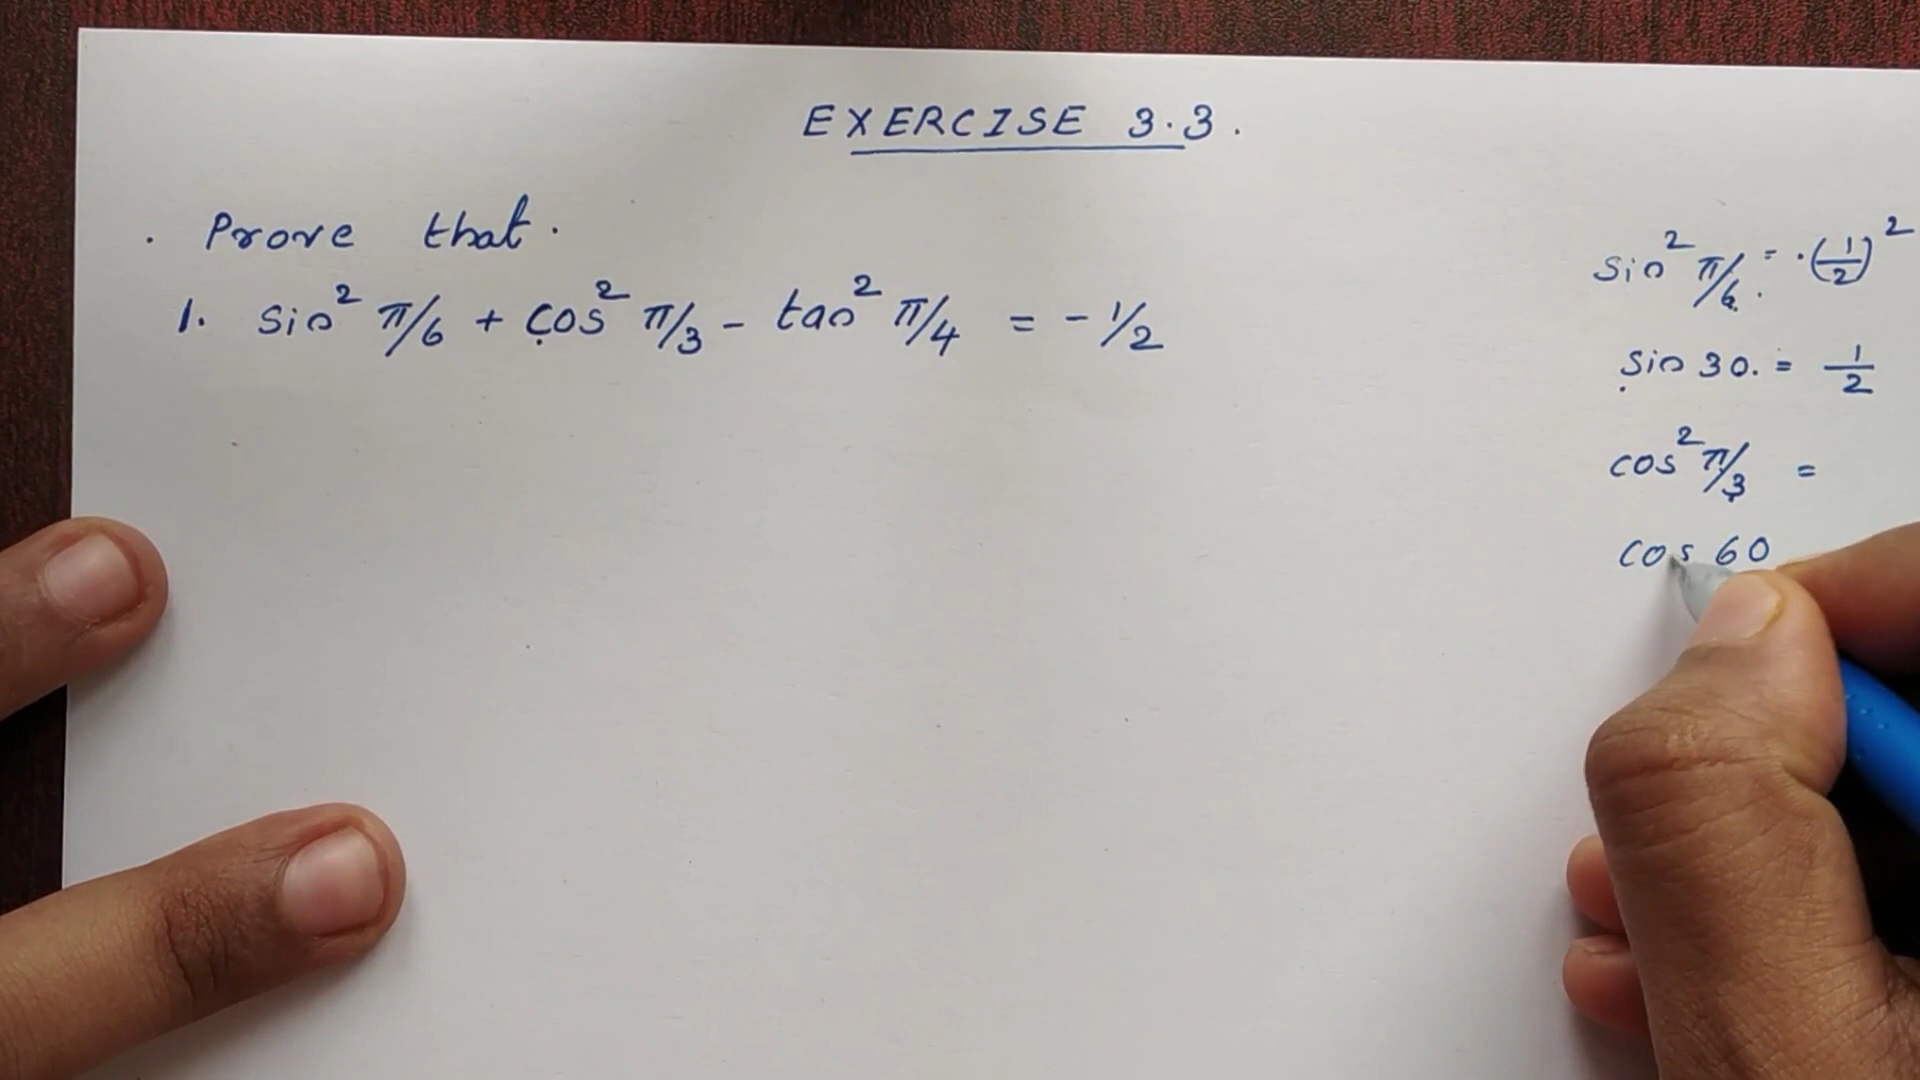 EXERCISE 3.3.
. Prove that.
1. sin² π/6 + cos² π/3 - tan² π/4 = - 1/2
sin² π/6. = .(1/2)²
sin 30. = 1/2
cos² π/3 =
cos 60